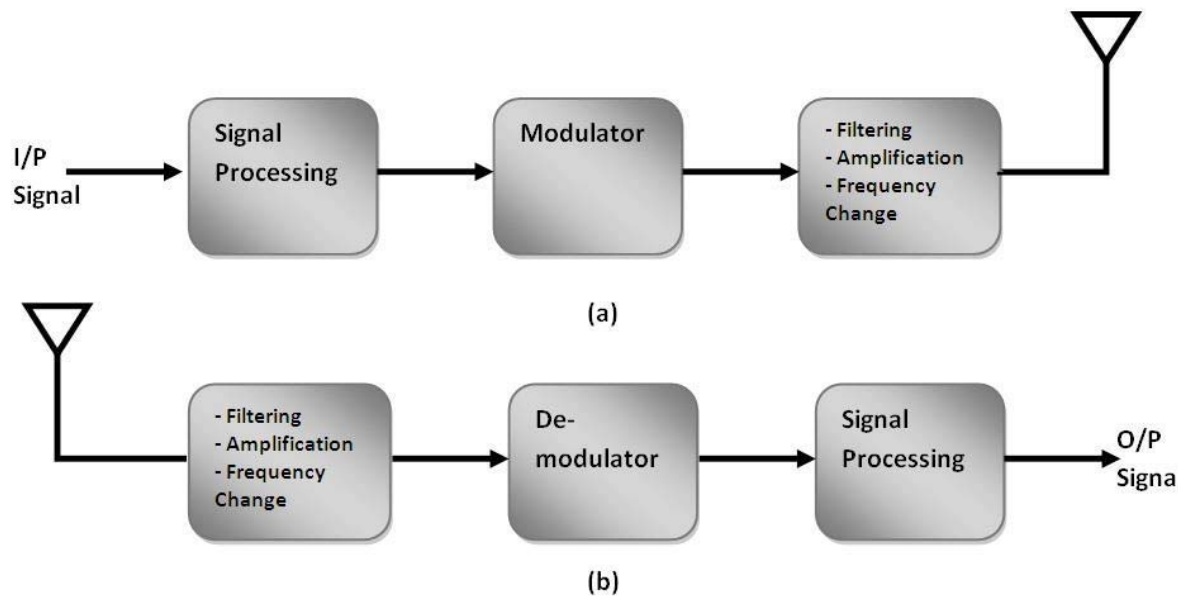 I/P
Signal
Signal
Processing
Modulator
- Filtering
- Amplification
- Frequency
Change
(a)
- Filtering
- Amplification
- Frequency
Change
De-
modulator
Signal
Processing
O/P
Signa
(b)